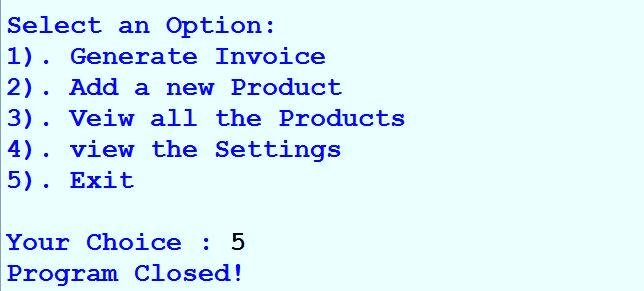 Select an Option:
1). Generate Invoice
2). Add a new Product
3). Veiw all the Products
4). view the Settings
5). Exit
Your Choice : 5
Program Closed!